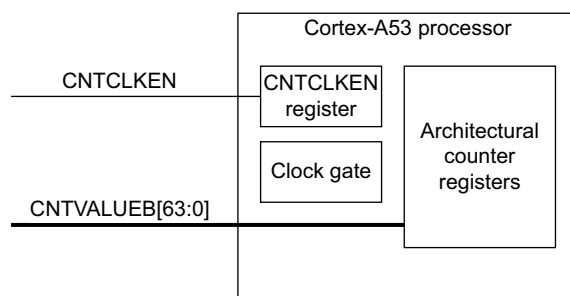 Cortex-A53 processor
CNTCLKEN
CNTCLKEN
register
Architectural
counter
registers
Clock gate
CNTVALUEB[63:0]